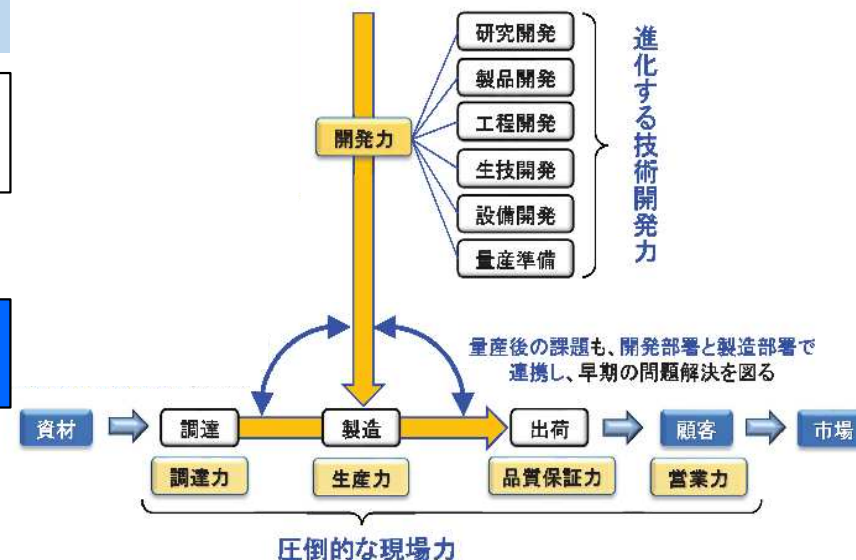 研究開発
製品開発
工程開発
生技開発
設備開発
量産準備
開発力
進化する技術開発力
量産後の課題も、開発部署と製造部署で
連携し、早期の問題解決を図る
資材
調達
製造
出荷
顧客
市場
調達力
生産力
品質保証力
営業力
圧倒的な現場力